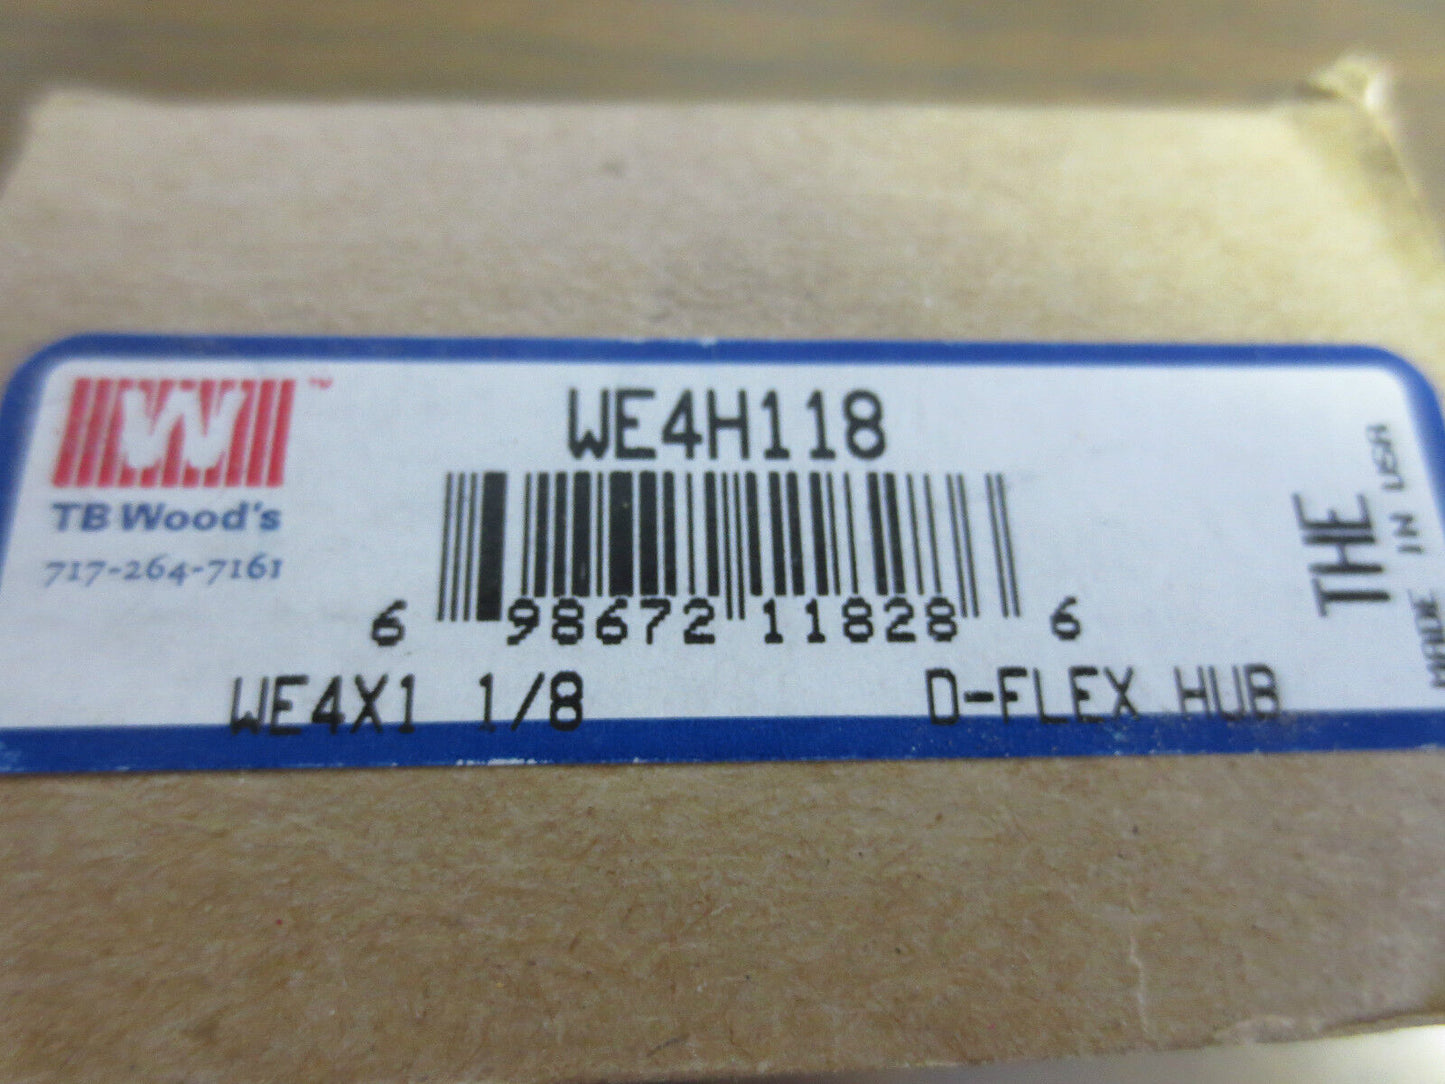 W™
TB Wood's
717-264-7161
WE4H118
6 98672 11828 6
WE4X1 1/8
D-FLEX HUB
THE
MADE IN USA